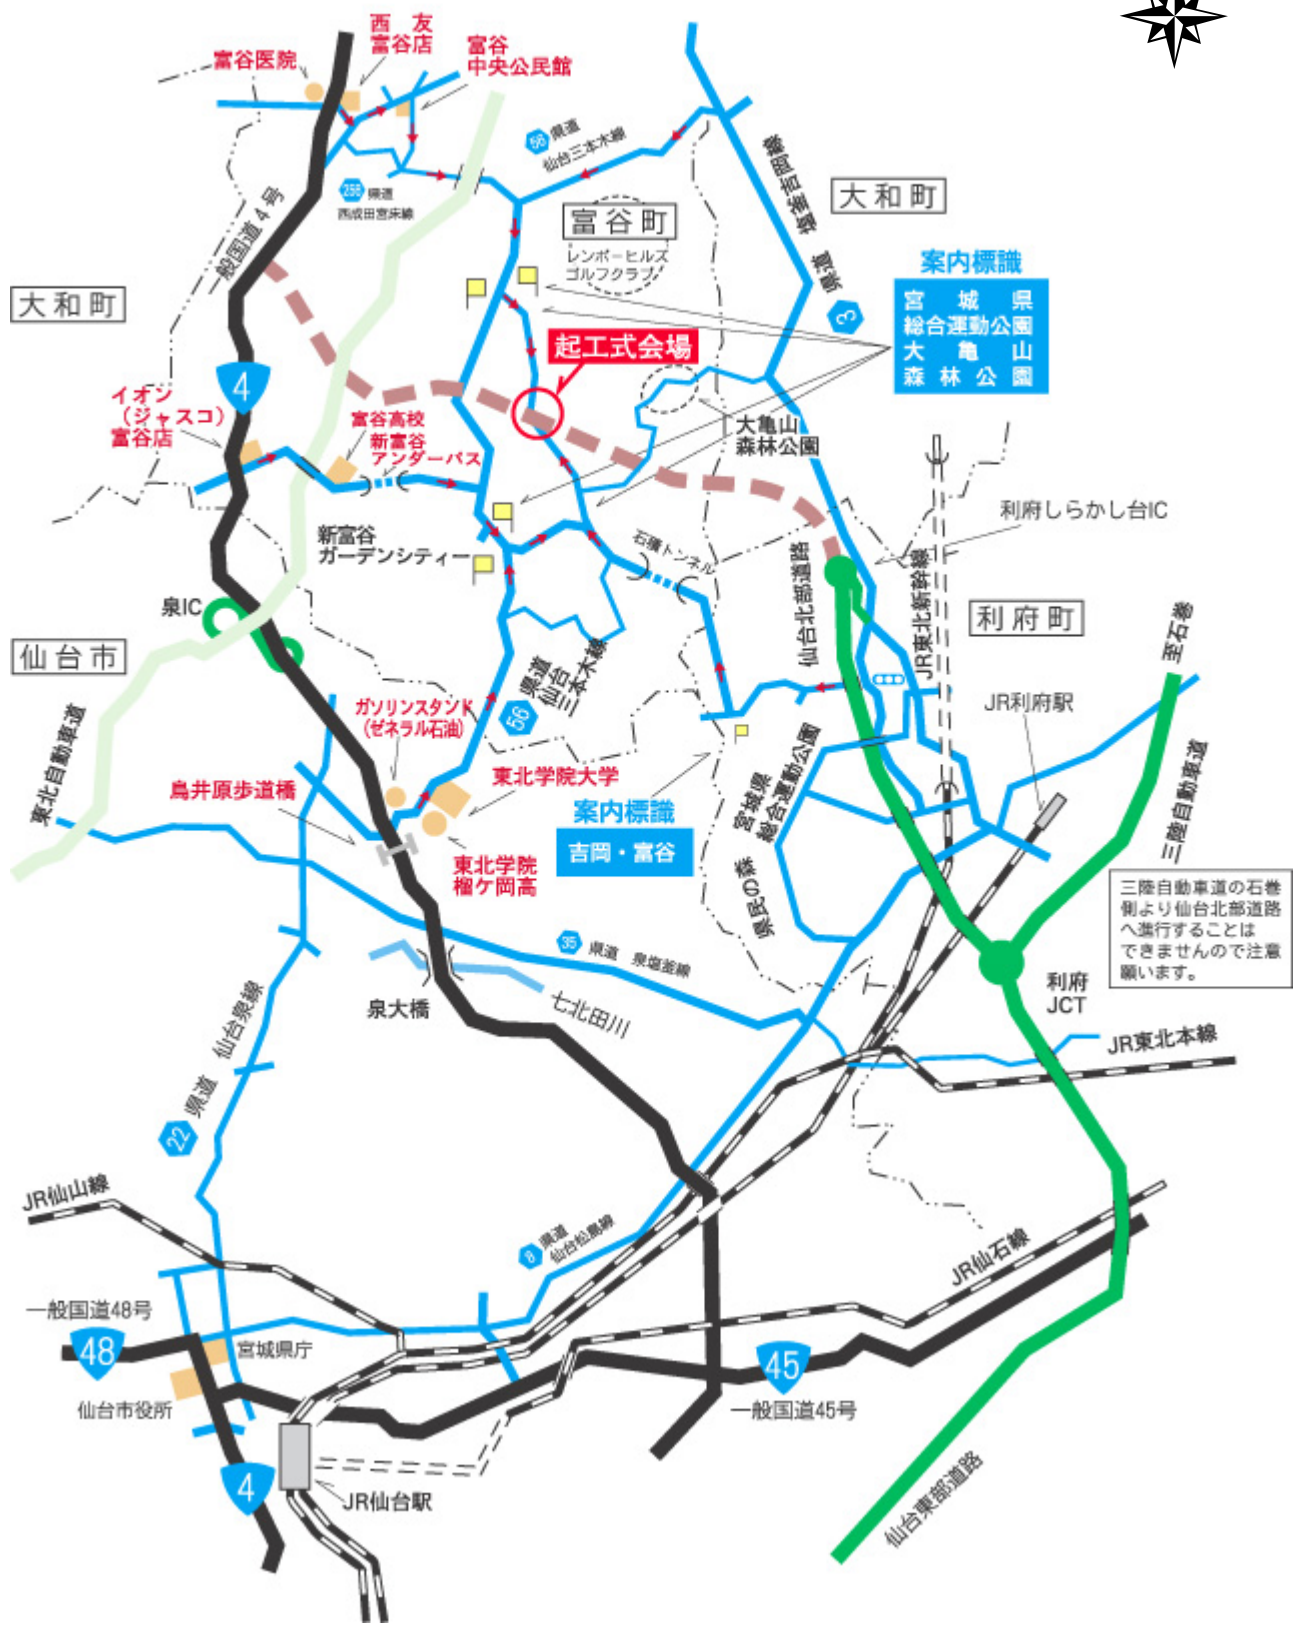 西　友
富谷店
富谷
中央公民館
富谷医院
56
県道
仙台三本木線
258
県道
西成田宮床線
一般国道４号
富谷町
レンボーヒルズ
ゴルフクラブ
県道　塩釜吉岡線
3
大和町
案内標識
宮城県
総合運動公園
大亀山
森林公園
大和町
起工式会場
4
イオン
（ジャスコ）
富谷店
富谷高校
新富谷
アンダーパス
大亀山
森林公園
利府しらかし台IC
新富谷
ガーデンシティー
石積トンネル
仙台北部道路
JR東北新幹線
利府町
至石巻
泉IC
仙台市
県道
仙台
三本木線
56
ガソリンスタンド
（ゼネラル石油）
JR利府駅
東北自動車道
鳥井原歩道橋
東北学院大学
案内標識
吉岡・富谷
宮城県
総合運動公園
県民の森
三陸自動車道
東北学院
榴ケ岡高
三陸自動車道の石巻
側より仙台北部道路
へ進行することは
できませんので注意
願います。
35
県道　泉塩釜線
利府
JCT
泉大橋
七北田川
県道　仙台泉線
22
JR東北本線
JR仙山線
8
県道
仙台松島線
JR仙石線
一般国道48号
48
宮城県庁
45
仙台市役所
一般国道45号
4
JR仙台駅
仙台東部道路